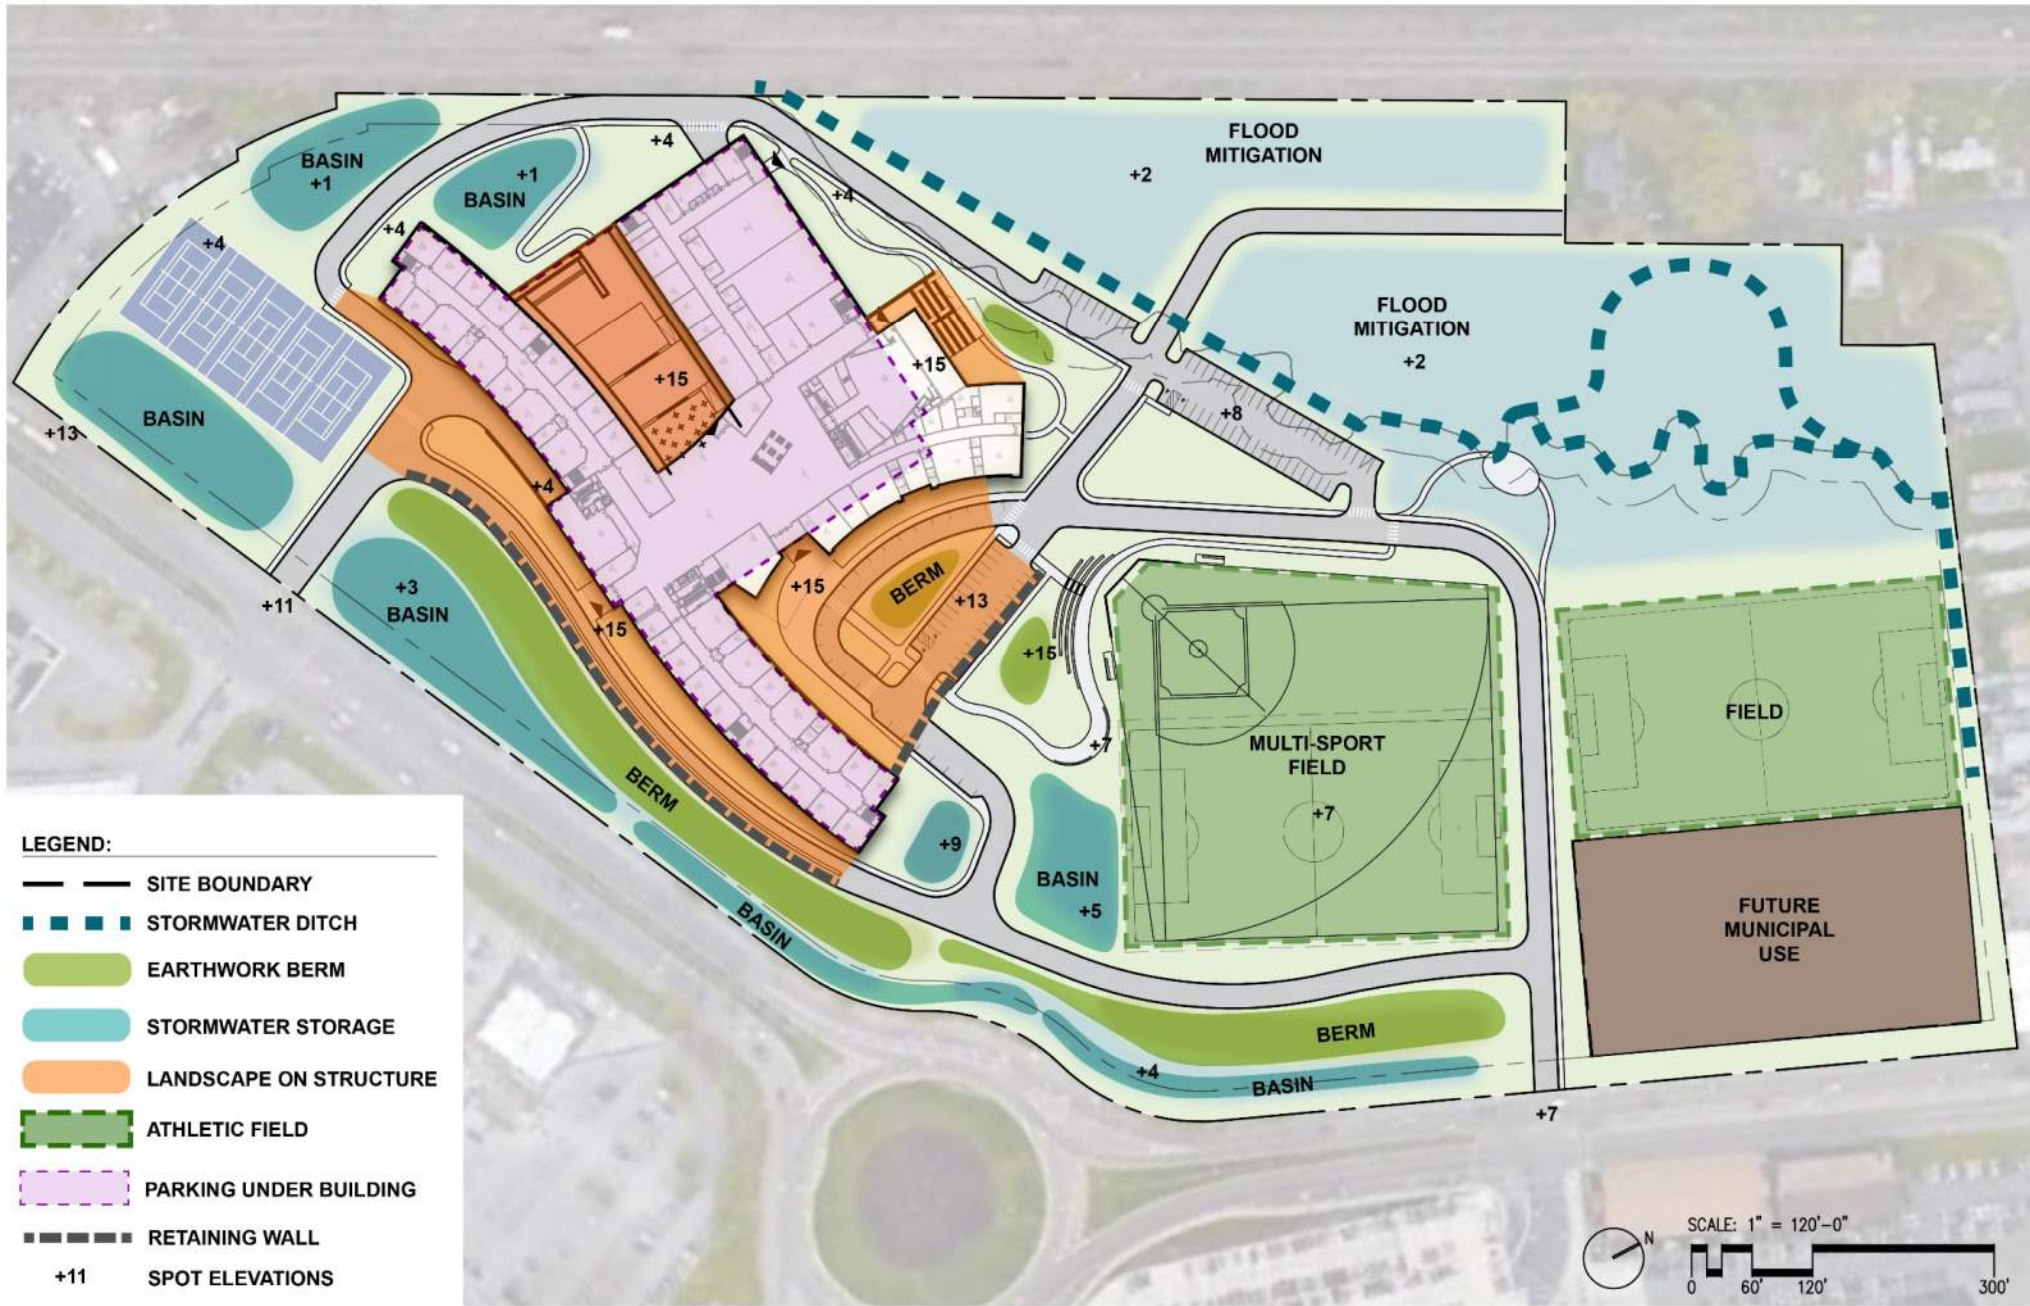 FLOOD
MITIGATION
+2
+4
BASIN
+1
+1
BASIN
+4
+4
+4
FLOOD
MITIGATION
+2
+15
+15
+8
BASIN
+13
+4
+3
BASIN
+11
+15
+15
BERM
+13
+15
FIELD
+7
MULTI-SPORT
FIELD
+7
BERM
+9
BASIN
+5
BASIN
FUTURE
MUNICIPAL
USE
BERM
+4
BASIN
+7
LEGEND:
SITE BOUNDARY
STORMWATER DITCH
EARTHWORK BERM
STORMWATER STORAGE
LANDSCAPE ON STRUCTURE
ATHLETIC FIELD
PARKING UNDER BUILDING
RETAINING WALL
+11 SPOT ELEVATIONS
N
SCALE: 1" = 120'-0"
0 60' 120' 300'